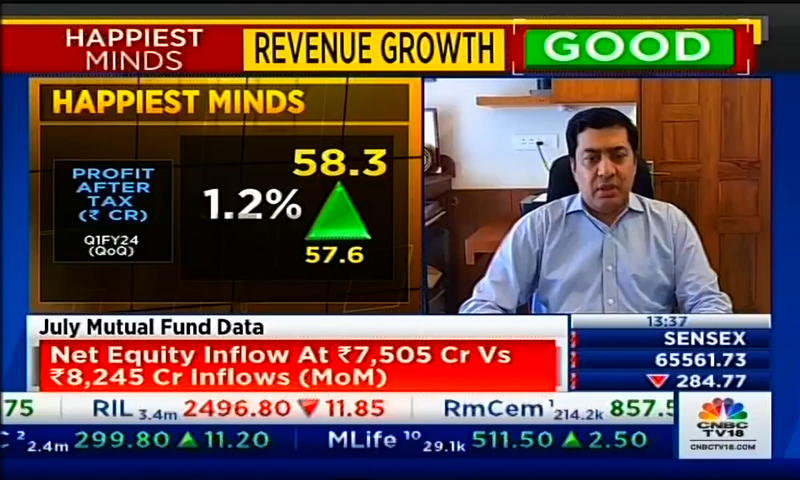 HAPPIEST
MINDS
REVENUE GROWTH
GOOD
HAPPIEST MINDS
PROFIT
AFTER
TAX
(₹ CR)
Q1FY24
(QoQ)
58.3
1.2%
57.6
July Mutual Fund Data
Net Equity Inflow At ₹7,505 Cr Vs
₹8,245 Cr Inflows (MoM)
13:37
SENSEX
65561.73
284.77
75 RIL 3.4m 2496.80 11.85 RmCem 1 214.2k 857.5
C 2 2.4m 299.80 11.20 MLife 10 29.1k 511.50 2.50
CNBC
TV18
CNBCTV18.COM